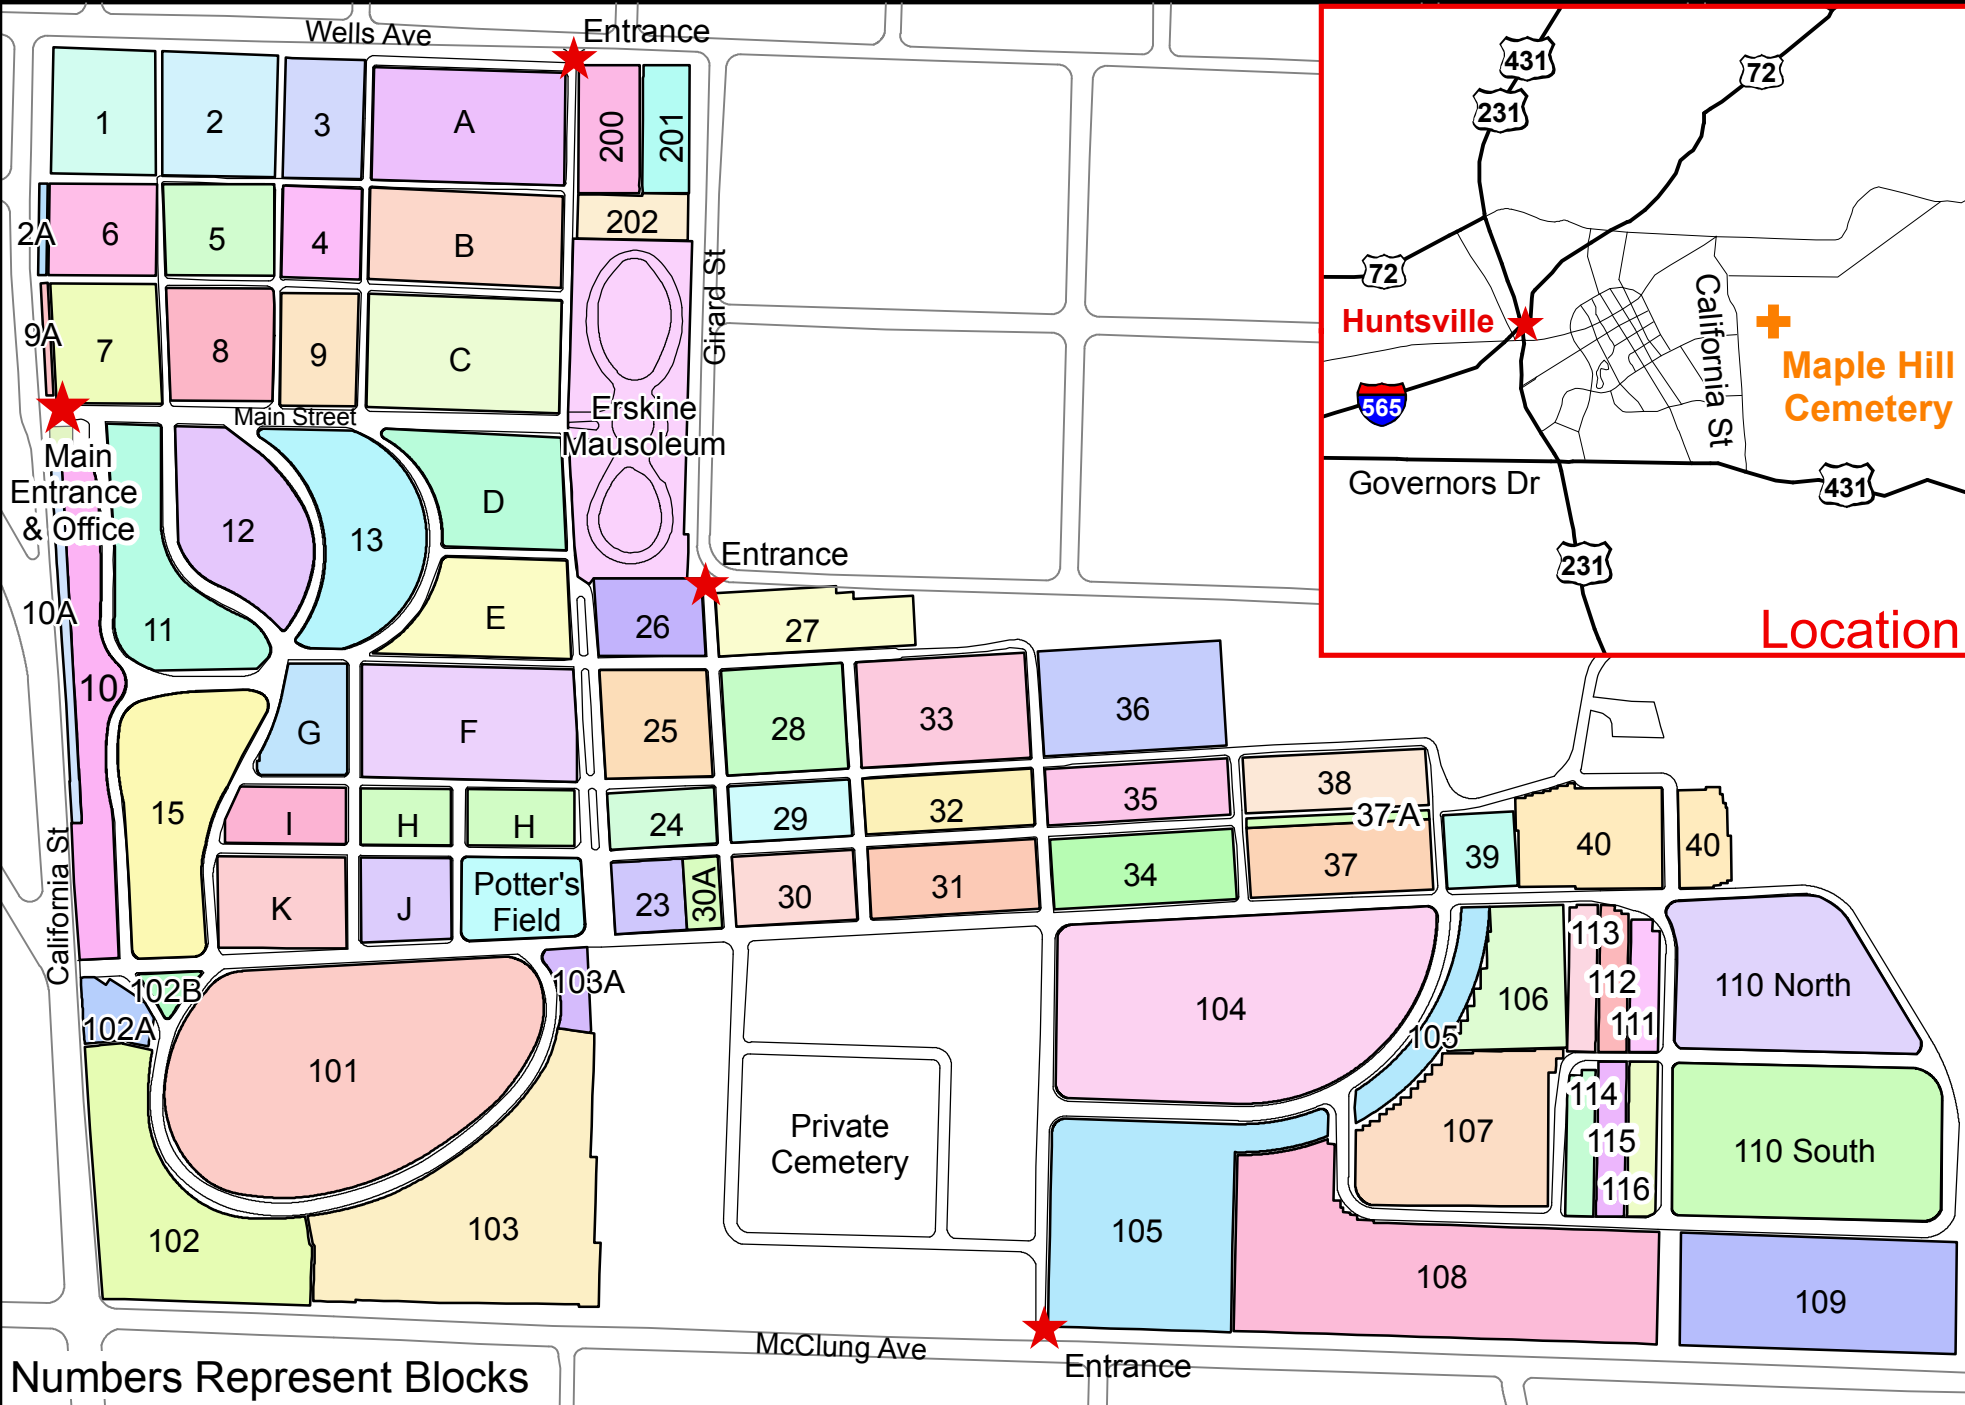 Wells Ave
Entrance
1
2
3
A
200
201
2A
6
5
4
B
202
9A
7
8
9
C
Girard St
Main Street
Erskine
Mausoleum
Main
Entrance
& Office
12
13
D
Entrance
10A
11
E
26
27
10
G
F
25
28
33
36
15
I
H
H
24
29
32
35
38
37 A
California St
K
J
Potter's
Field
23
30A
30
31
34
37
39
40
40
102B
102A
101
103A
104
105
106
113
112
111
110 North
Private
Cemetery
107
114
115
116
110 South
102
103
105
108
109
McClung Ave
Entrance
Numbers Represent Blocks
431
231
72
72
Huntsville
565
California St
Maple Hill
Cemetery
Governors Dr
431
231
Location